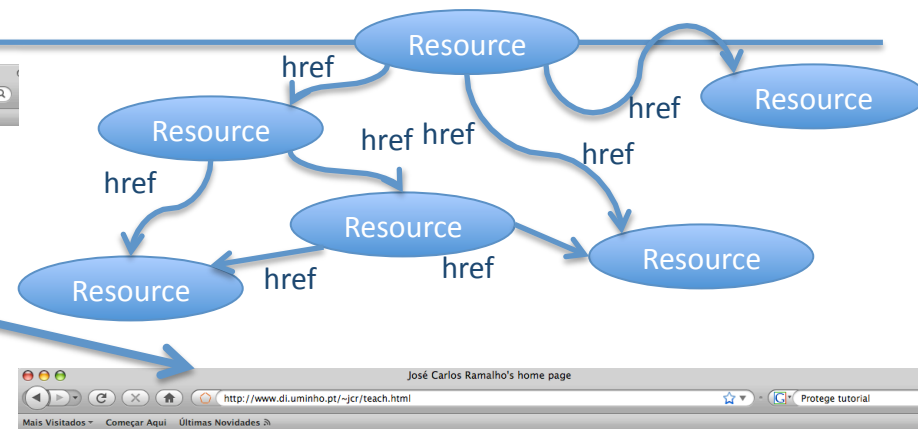 Resource
href
Resource
href
Resource
href href
href
href
Resource
Resource
href
href
Resource
José Carlos Ramalho's home page
http://www.di.uminho.pt/~jcr/teach.html
Protege tutorial
Mais Visitados
Começar Aqui
Últimas Novidades